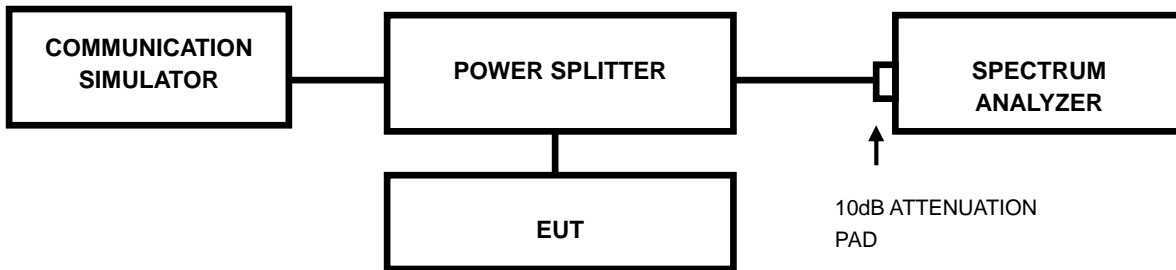 COMMUNICATION
SIMULATOR
POWER SPLITTER
SPECTRUM
ANALYZER
EUT
10dB ATTENUATION
PAD